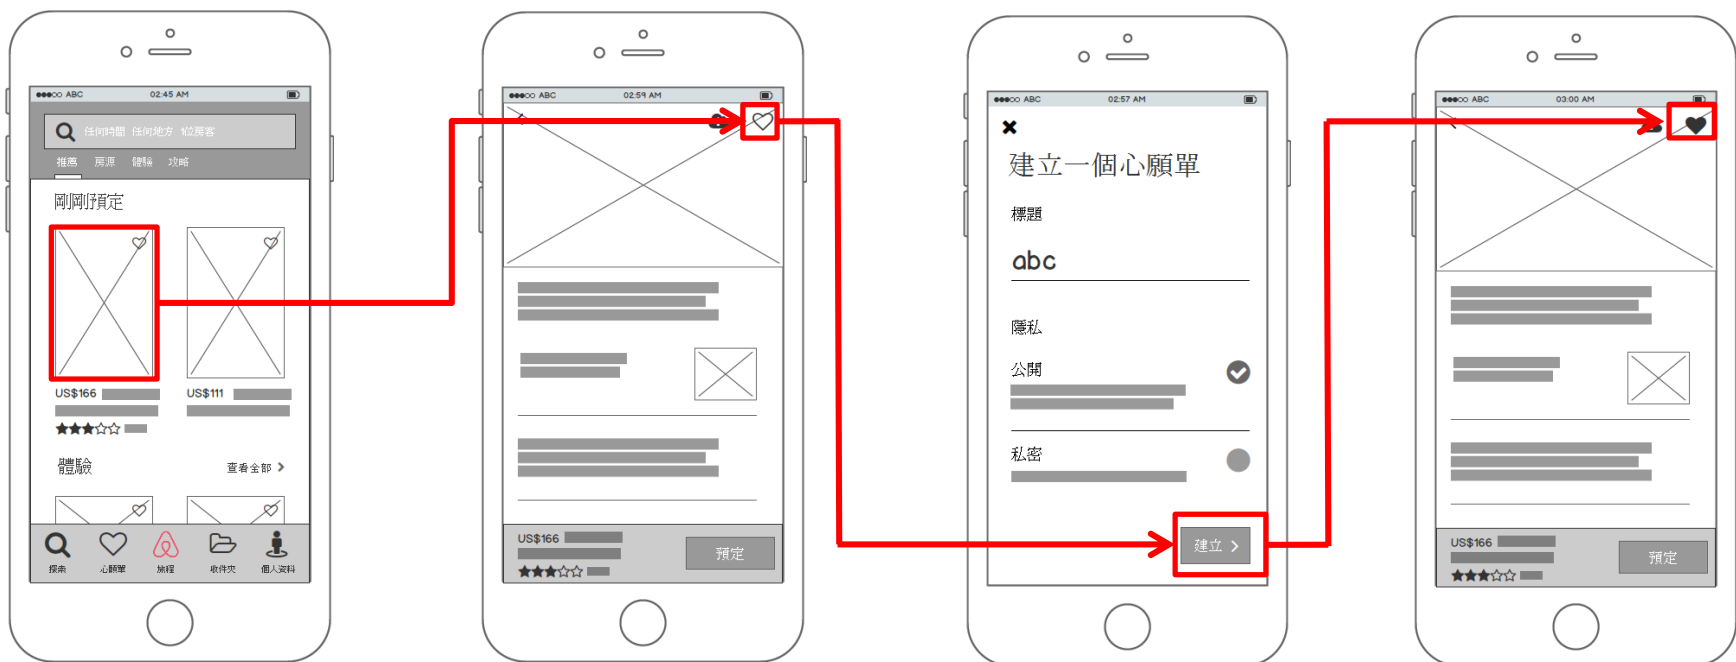 ABC 02:45 AM
任何時間 任何地方 1位房客
推薦 房源 體驗 攻略
剛剛預定
US$166 US$111
體驗 查看全部
探索 心願單 旅程 收件夾 個人資料
ABC 02:59 AM
US$166
預定
ABC 02:57 AM
建立一個心願單
標題
abc
隱私
公開
私密
建立
ABC 03:00 AM
US$166
預定